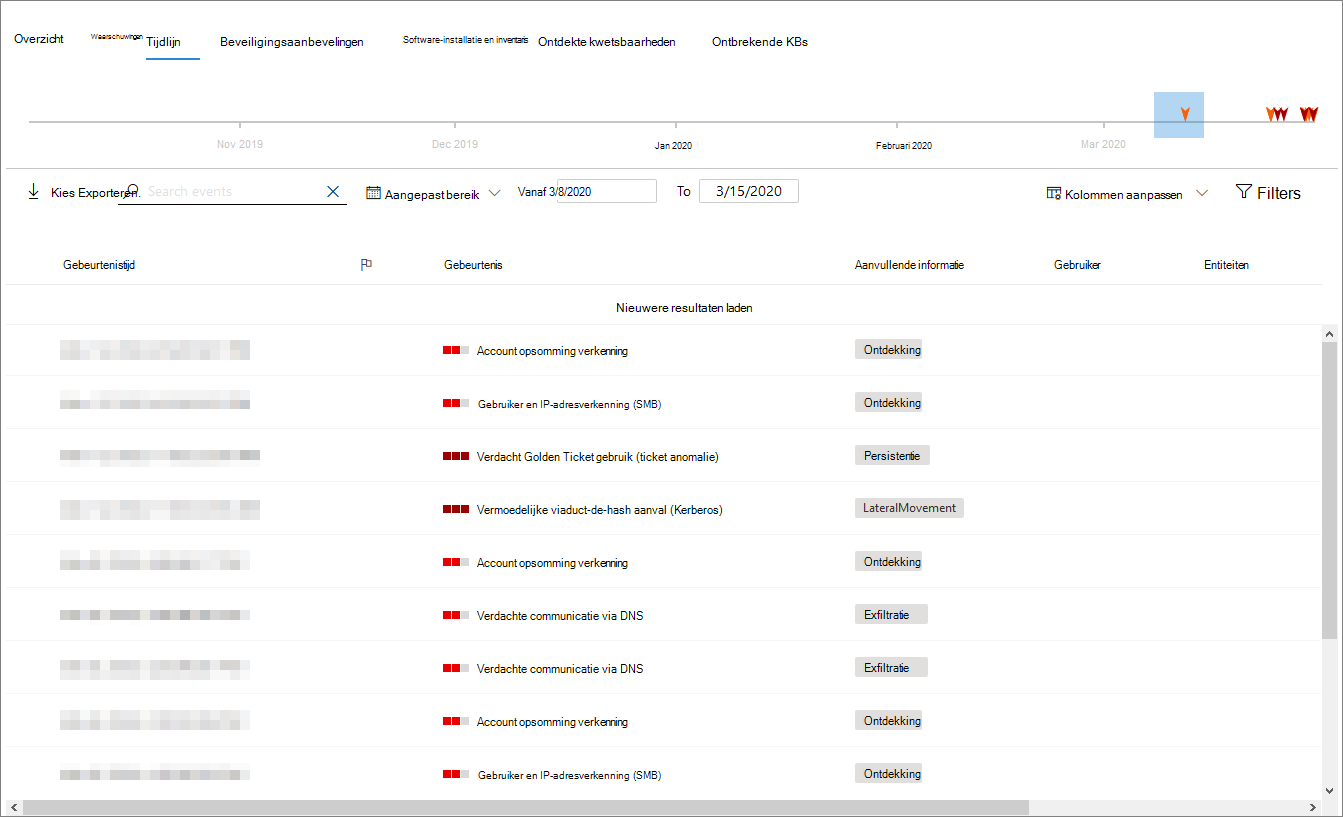 Overzicht Waarschuwingen Tijdlijn Beveiligingsaanbevelingen Software-installatie en inventaris Ontdekte kwetsbaarheden Ontbrekende KBs
Nov 2019 Dec 2019 Jan 2020 Februari 2020 Mar 2020
Kies Exporteren. Search events Aangepast bereik Vanaf 3/8/2020 To 3/15/2020 Kolommen aanpassen Filters
Gebeurtenistijd Gebeurtenis Aanvullende informatie Gebruiker Entiteiten
Nieuwere resultaten laden
Account opsomming verkenning Ontdekking
Gebruiker en IP-adresverkenning (SMB) Ontdekking
Verdacht Golden Ticket gebruik (ticket anomalie) Persistentie
Vermoedelijke viaduct-de-hash aanval (Kerberos) LateralMovement
Account opsomming verkenning Ontdekking
Verdachte communicatie via DNS Exfiltratie
Verdachte communicatie via DNS Exfiltratie
Account opsomming verkenning Ontdekking
Gebruiker en IP-adresverkenning (SMB) Ontdekking